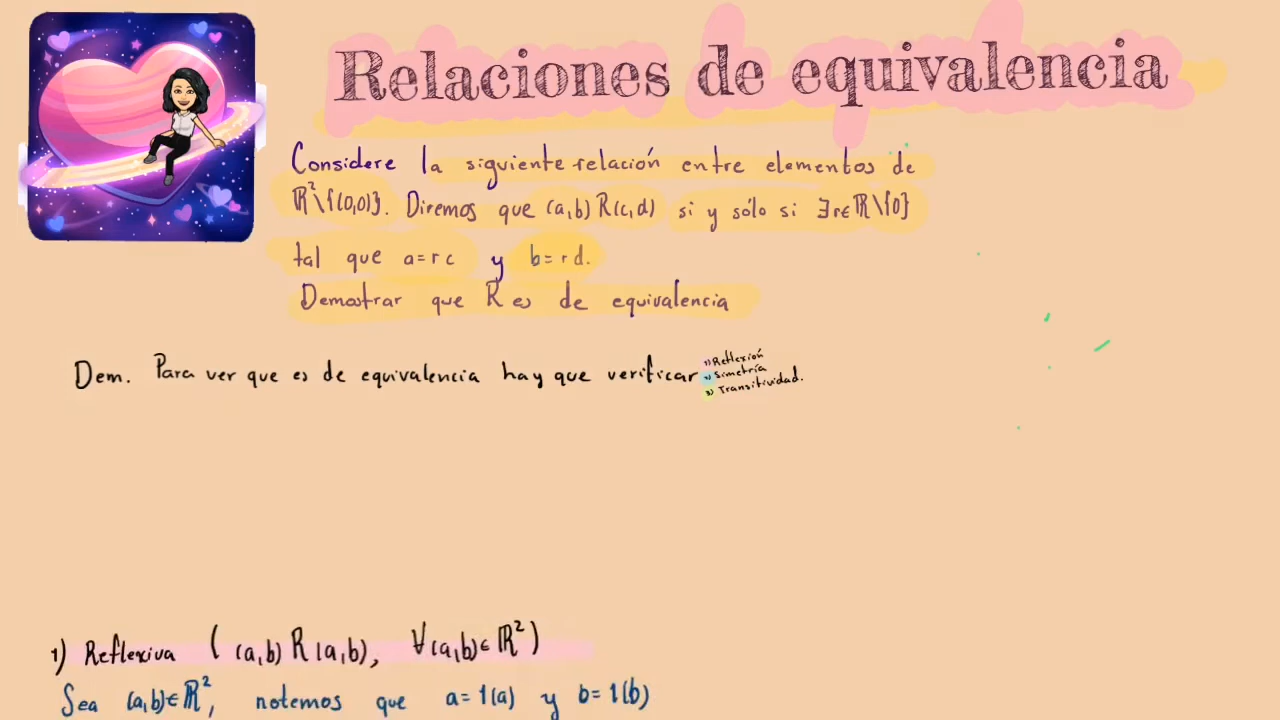 Relaciones de equivalencia
Considere la siguiente relación entre elementos de
ℝ²\{(0,0)}. Diremos que (a,b) R (c,d) si y sólo si ∃ r ∈ ℝ\{0}
tal que a = r c y b = r d.
Demostrar que R es de equivalencia
Dem. Para ver que es de equivalencia hay que verificar
1) Reflexión
2) Simetría
3) Transitividad.
1) Reflexiva ( (a,b) R (a,b), ∀ (a,b) ∈ ℝ² )
Sea (a,b) ∈ ℝ², notemos que a = 1(a) y b = 1(b)